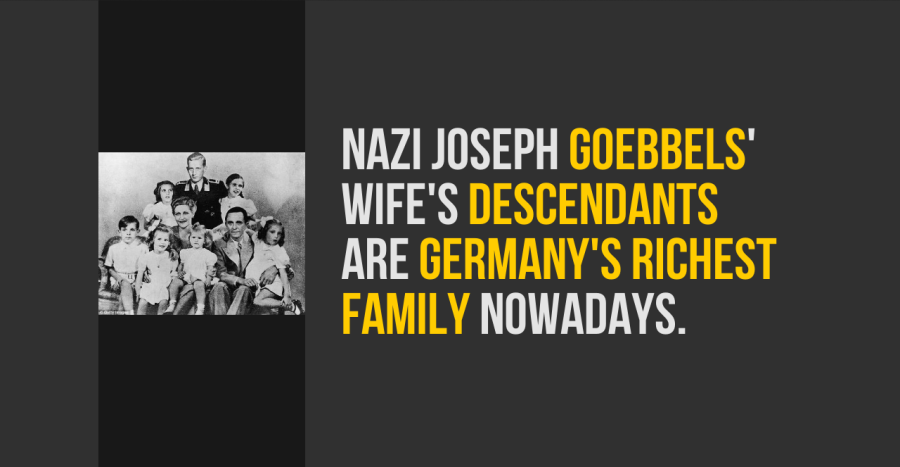 NAZI JOSEPH GOEBBELS'
WIFE'S DESCENDANTS
ARE GERMANY'S RICHEST
FAMILY NOWADAYS.